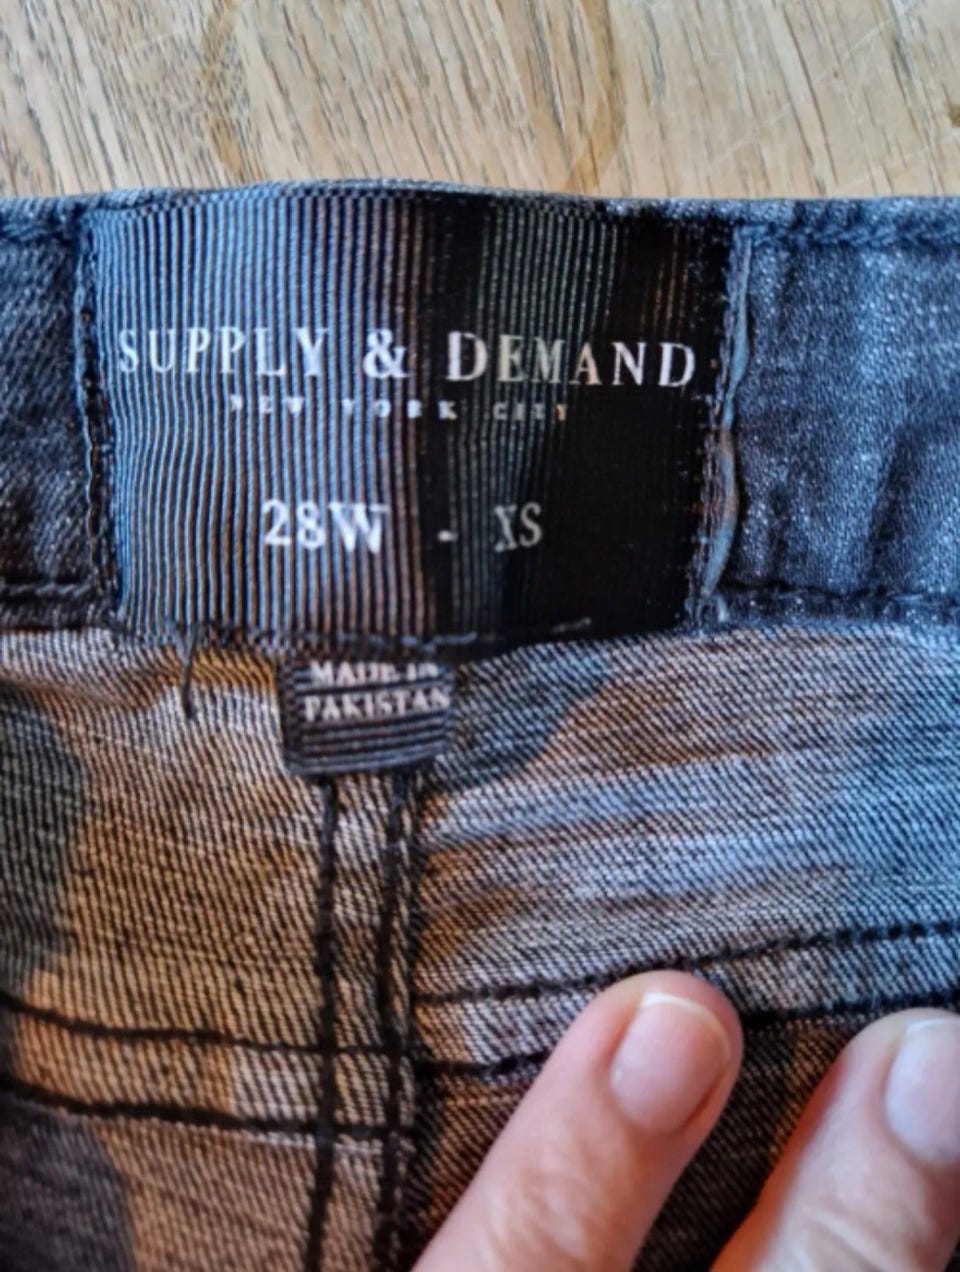 SUPPLY & DEMAND
NEW YORK CITY
28W - XS
MADE IN
PAKISTAN